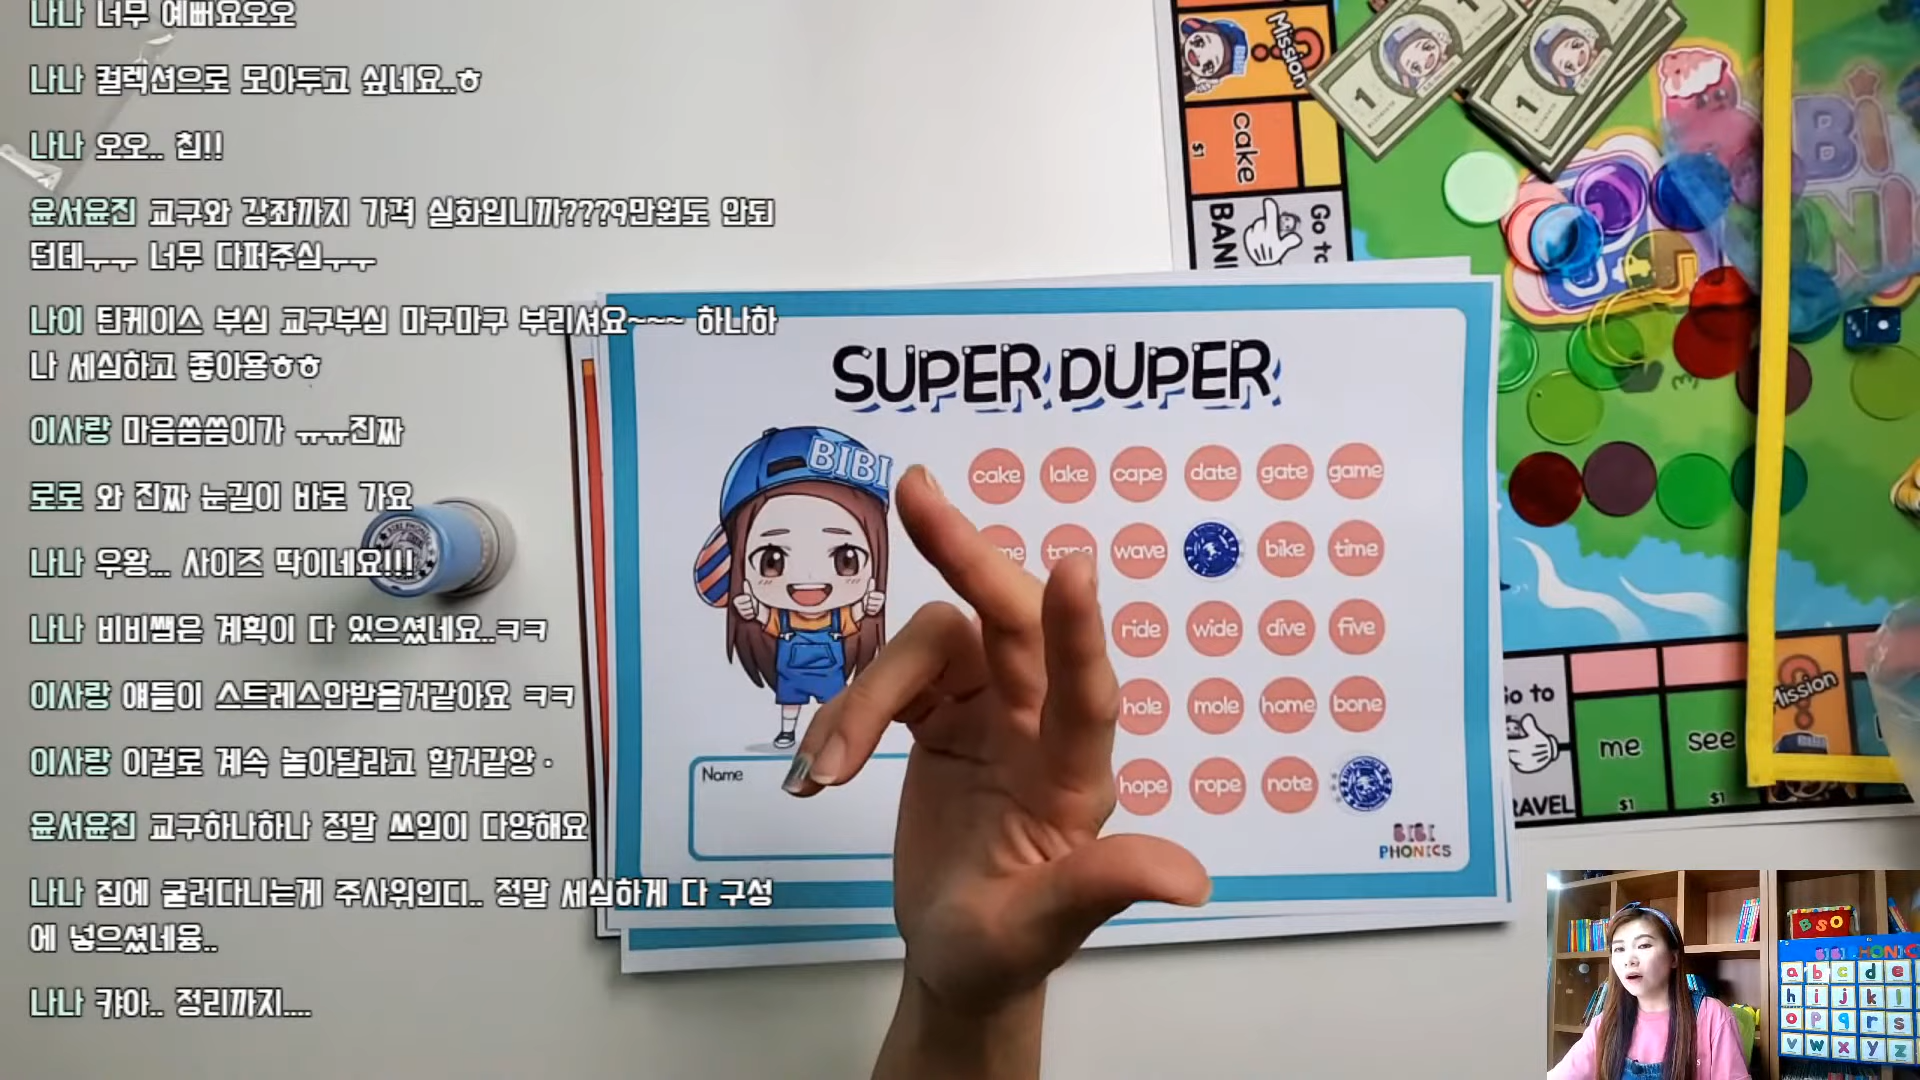 나나 너무 예뻐요오오
나나 컬렉션으로 모아두고 싶네요..ㅎ
나나 오오.. 칩!!
윤서윤진 교구와 강좌까지 가격 실화입니까???9만원도 안되
던데ㅜㅜ 너무 다퍼주심ㅜㅜ
나이 틴케이스 부심 교구부심 마구마구 부리셔요~~~ 하나하
나 세심하고 좋아용ㅎㅎ
이사랑 마음씀씀이가 ㅠㅠ진짜
로로 와 진짜 눈길이 바로 가요
나나 우왕... 사이즈 딱이네요!!!
나나 비비쌤은 계획이 다 있으셨네요..ㅋㅋ
이사랑 얘들이 스트레스안받을거같아요 ㅋㅋ
이사랑 이걸로 계속 놀아달라고 할거같앙·
윤서윤진 교구하나하나 정말 쓰임이 다양해요
나나 집에 굴러다니는게 주사위인디.. 정말 세심하게 다 구성
에 넣으셨네융..
나나 캬아.. 정리까지....
SUPER DUPER
BIBI
cake lake cape date gate game
wave bike time
ride wide dive five
hole mole home bone
hope rope note
Name
BIBI
PHONICS
Mission
cake
$1
Go to
BAN
1
1
1
BI
me
see
$1
$1
Mission
o to
RAVEL
BSO
BIBI PHONIC
a b c d e
h i j k l
o p q r s
v w x y z